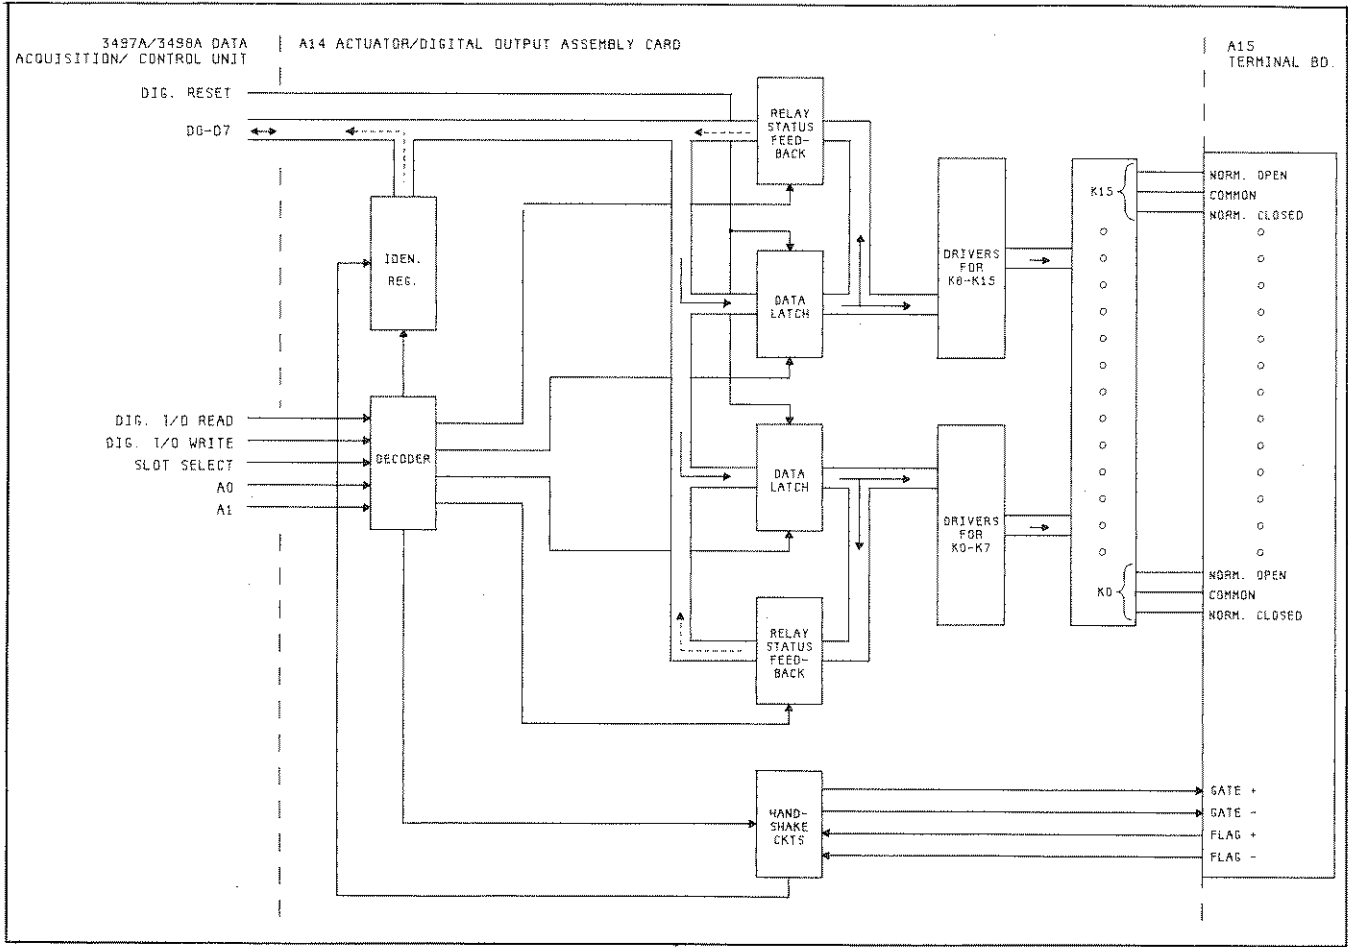 3497A/3498A DATA
ACQUISITION/ CONTROL UNIT
A14 ACTUATOR/DIGITAL OUTPUT ASSEMBLY CARD
A15
TERMINAL BD.
DIG. RESET
D0-D7
RELAY
STATUS
FEED-
BACK
IDEN.
REG.
DATA
LATCH
DRIVERS
FOR
K8-K15
K15
NORM. OPEN
COMMON
NORM. CLOSED
DIG. I/O READ
DIG. I/O WRITE
SLOT SELECT
A0
A1
DECODER
DATA
LATCH
DRIVERS
FOR
K0-K7
K0
NORM. OPEN
COMMON
NORM. CLOSED
RELAY
STATUS
FEED-
BACK
HAND-
SHAKE
CKTS
GATE +
GATE -
FLAG +
FLAG -